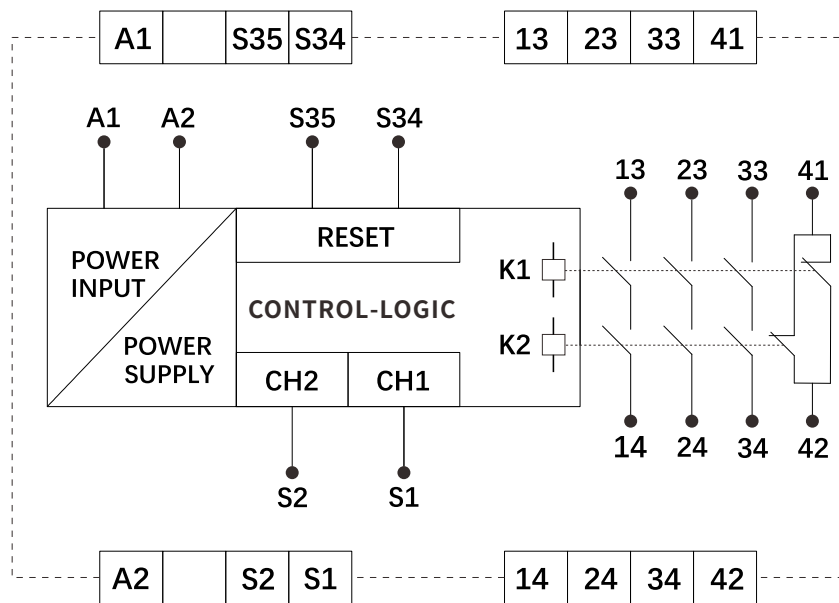 A1 S35 S34 13 23 33 41
A1 A2 S35 S34
13 23 33 41
RESET
POWER
INPUT
K1
CONTROL-LOGIC
POWER
SUPPLY
K2
CH2 CH1
14 24 34 42
S2 S1
A2 S2 S1 14 24 34 42